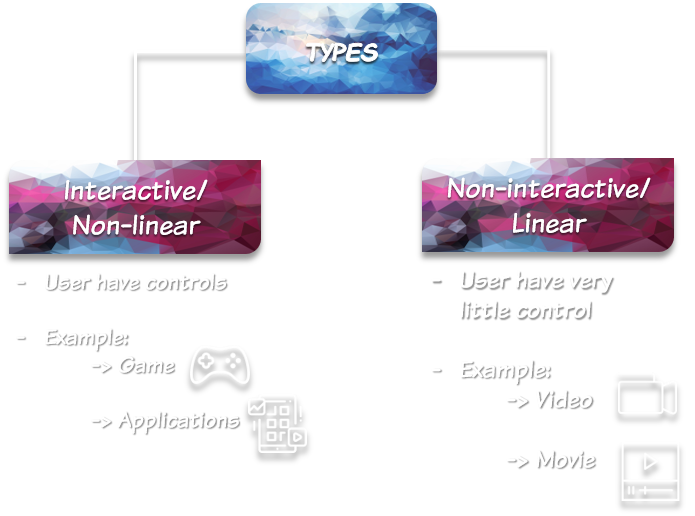 TYPES
Interactive/
Non-linear
- User have controls
- Example:
-> Game
-> Applications
Non-interactive/
Linear
- User have very
little control
- Example:
-> Video
-> Movie